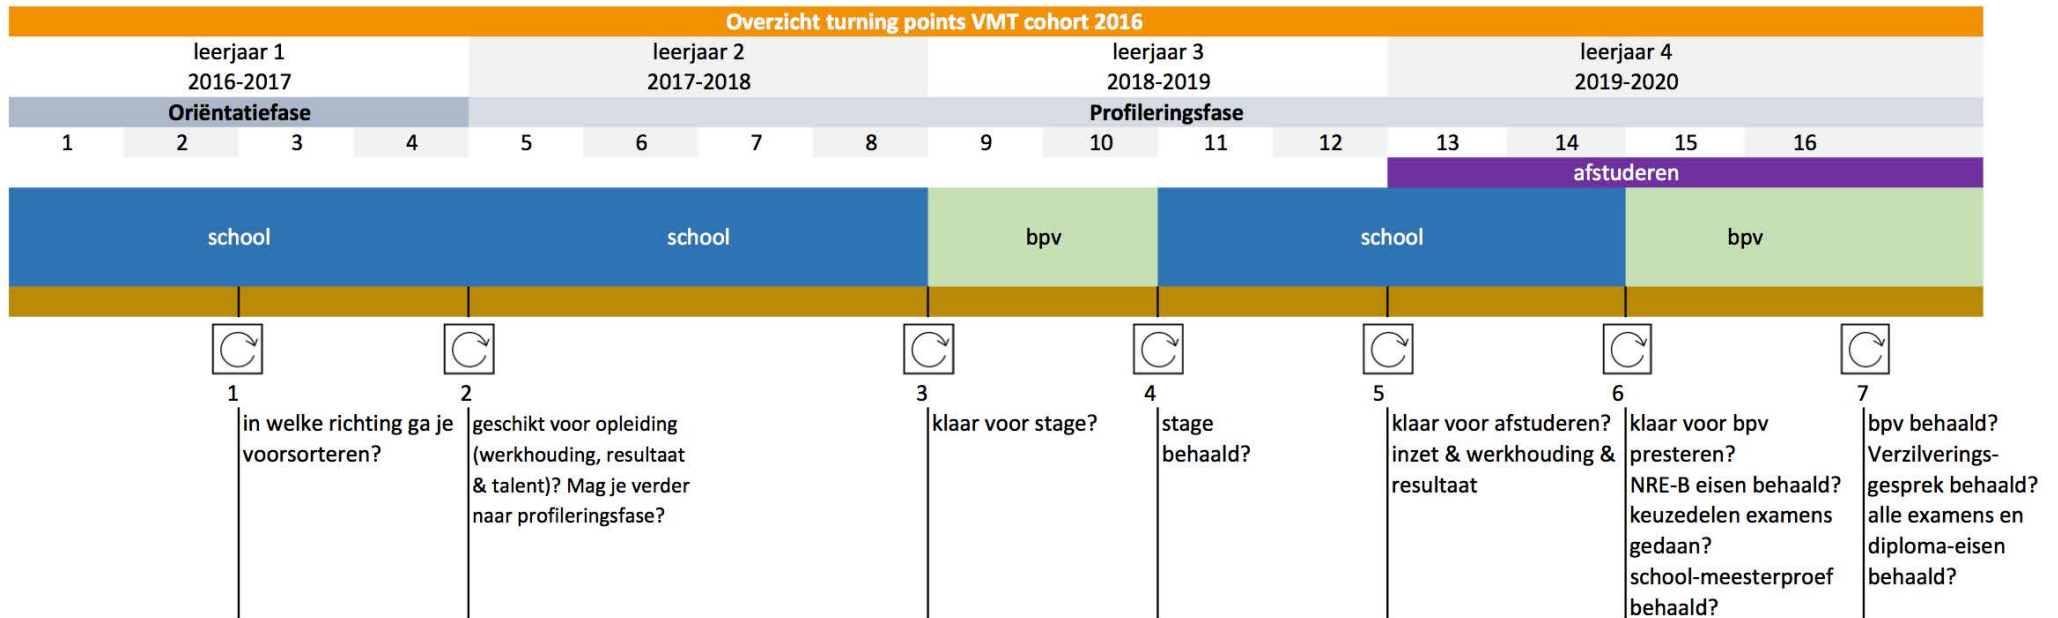 Overzicht turning points VMT cohort 2016
leerjaar 1
2016-2017
leerjaar 2
2017-2018
leerjaar 3
2018-2019
leerjaar 4
2019-2020
Oriëntatiefase
Profileringsfase
1 2 3 4 5 6 7 8 9 10 11 12 13 14 15 16
afstuderen
school
school
bpv
school
bpv
1
in welke richting ga je
voorsorteren?
2
geschikt voor opleiding
(werkhouding, resultaat
& talent)? Mag je verder
naar profileringsfase?
3
klaar voor stage?
4
stage
behaald?
5
klaar voor afstuderen?
inzet & werkhouding &
resultaat
6
klaar voor bpv
presteren?
NRE-B eisen behaald?
keuzedelen examens
gedaan?
school-meesterproef
behaald?
7
bpv behaald?
Verzilverings-
gesprek behaald?
alle examens en
diploma-eisen
behaald?